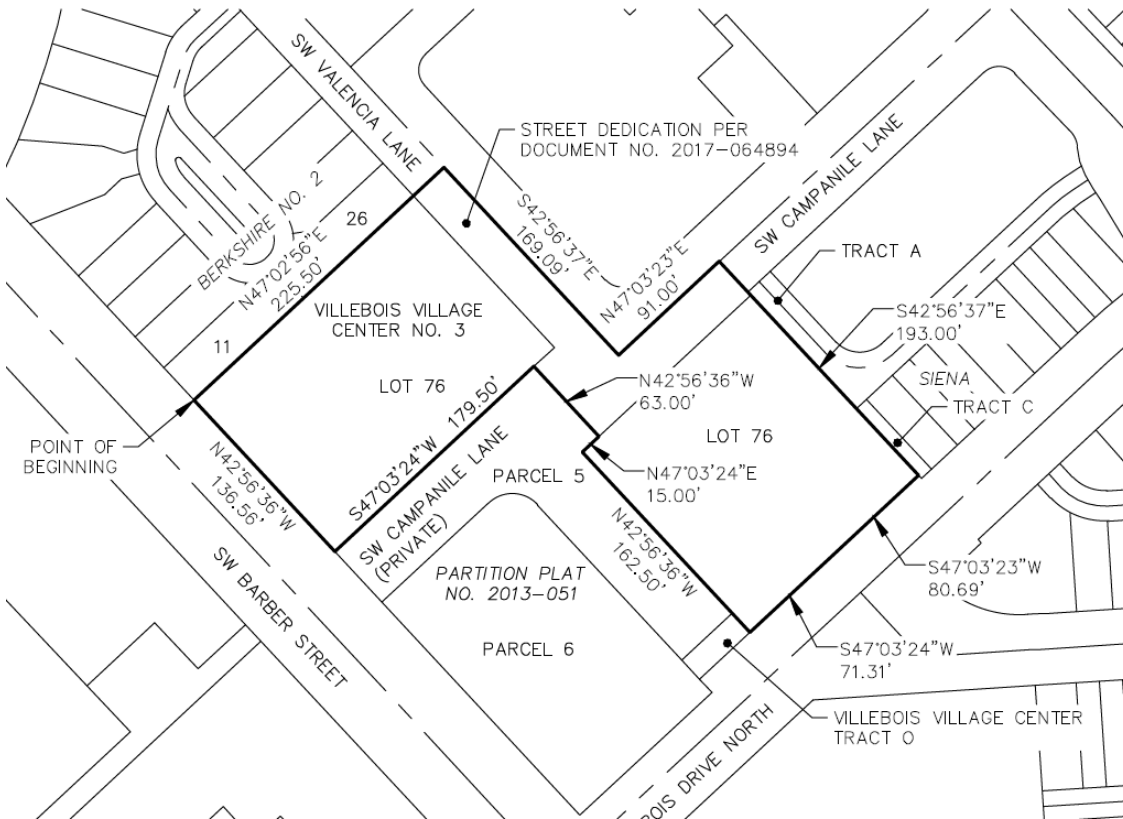 SW VALENCIA LANE
STREET DEDICATION PER
DOCUMENT NO. 2017-064894
SW CAMPANILE LANE
BERKSHIRE NO. 2
26
N47°02'56"E
225.50'
S42°56'37"E
169.09'
N47°03'23"E
91.00'
TRACT A
S42°56'37"E
193.00'
VILLEBOIS VILLAGE
CENTER NO. 3
11
LOT 76
SIENA
N42°56'36"W
63.00'
TRACT C
S47°03'24"W 179.50'
LOT 76
POINT OF
BEGINNING
N42°56'36"W
136.56'
SW CAMPANILE LANE
(PRIVATE)
PARCEL 5
N47°03'24"E
15.00'
N42°56'36"W
162.50'
SW BARBER STREET
PARTITION PLAT
NO. 2013-051
S47°03'23"W
80.69'
PARCEL 6
S47°03'24"W
71.31'
VILLEBOIS VILLAGE CENTER
TRACT O
BOIS DRIVE NORTH